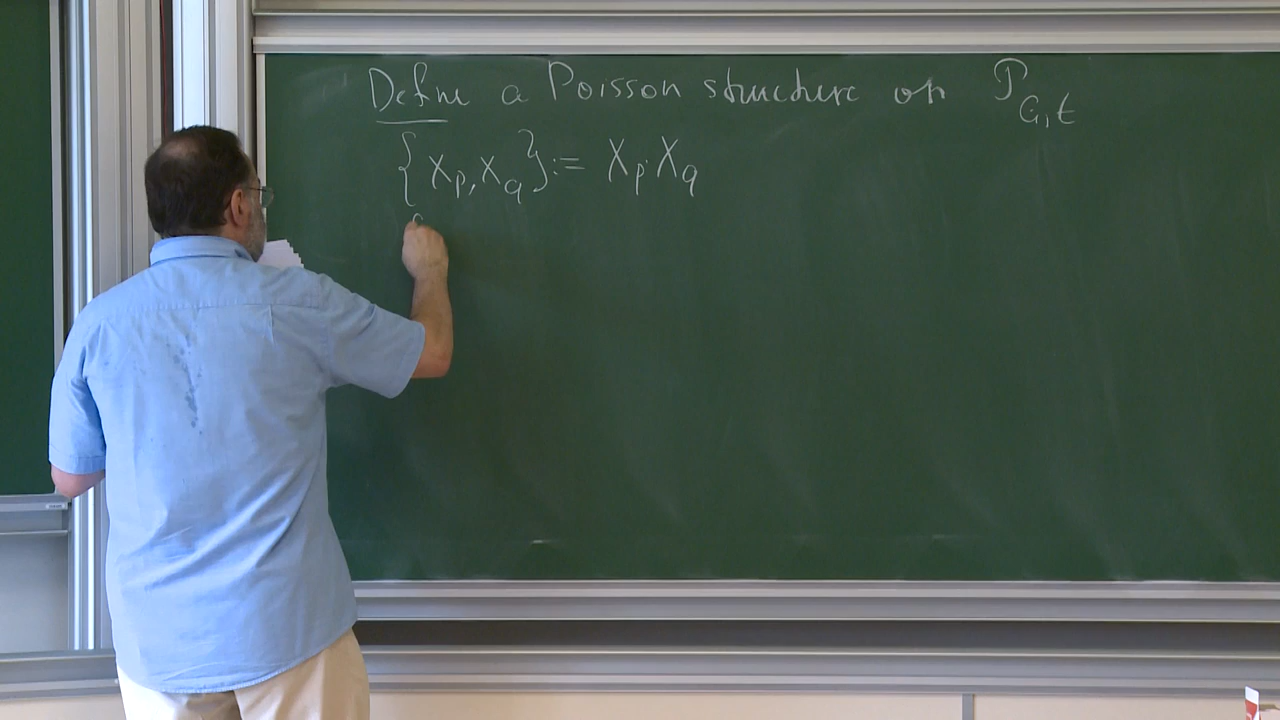 Define a Poisson structure on P_{G,t}
{X_p, X_q} := X_p · X_q